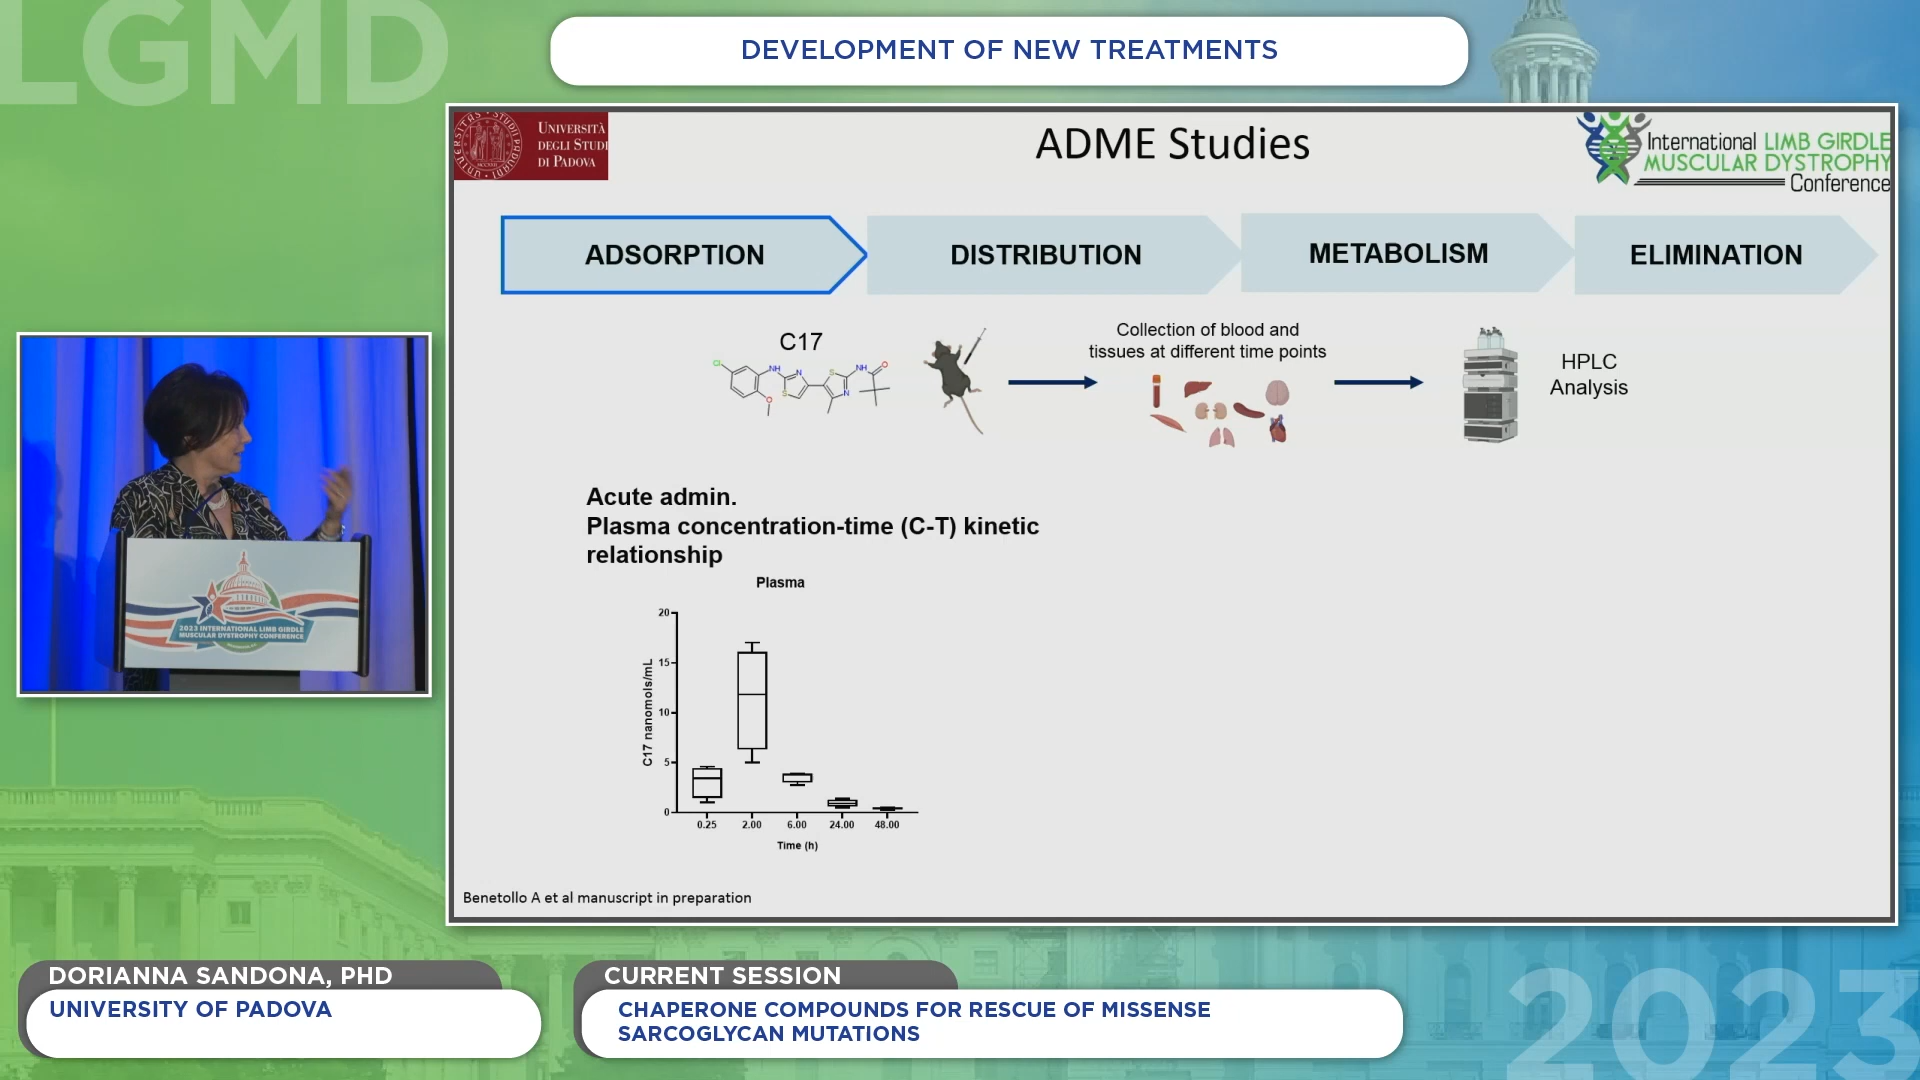 LGMD
DEVELOPMENT OF NEW TREATMENTS
UNIVERSITÀ
DEGLI STUDI
DI PADOVA
ADME Studies
International LIMB GIRDLE
MUSCULAR DYSTROPHY
Conference
ADSORPTION
DISTRIBUTION
METABOLISM
ELIMINATION
C17
Cl
NH
N
S
O
S
N
NH
O
Collection of blood and
tissues at different time points
HPLC
Analysis
Acute admin.
Plasma concentration-time (C-T) kinetic
relationship
Plasma
C17 nanomols/mL
20
15
10
5
0
0.25 2.00 6.00 24.00 48.00
Time (h)
Benetollo A et al manuscript in preparation
2023 INTERNATIONAL LIMB GIRDLE
MUSCULAR DYSTROPHY CONFERENCE
DORIANNA SANDONA, PHD
UNIVERSITY OF PADOVA
CURRENT SESSION
CHAPERONE COMPOUNDS FOR RESCUE OF MISSENSE
SARCOGLYCAN MUTATIONS
2023